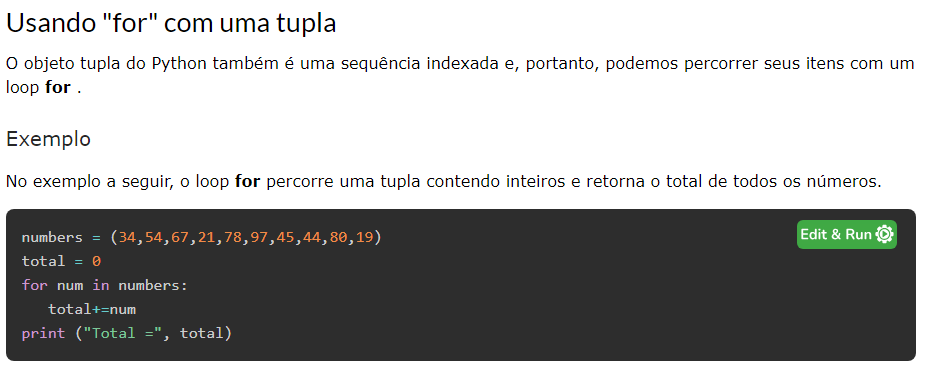 Usando "for" com uma tupla
O objeto tupla do Python também é uma sequência indexada e, portanto, podemos percorrer seus itens com um
loop for .
Exemplo
No exemplo a seguir, o loop for percorre uma tupla contendo inteiros e retorna o total de todos os números.
numbers = (34,54,67,21,78,97,45,44,80,19)
Edit & Run
total = 0
for num in numbers:
   total+=num
print ("Total =", total)